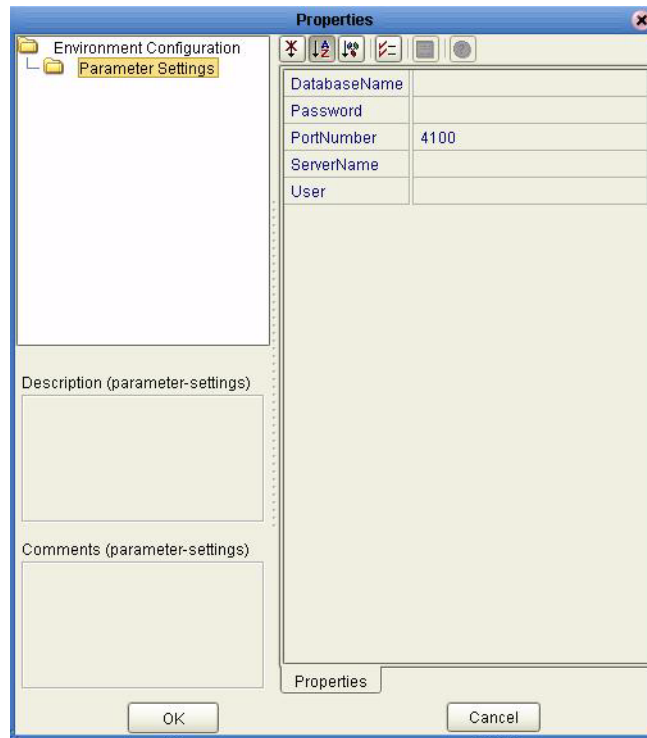 Properties
Environment Configuration
Parameter Settings
DatabaseName
Password
PortNumber 4100
ServerName
User
Description (parameter-settings)
Comments (parameter-settings)
Properties
OK
Cancel